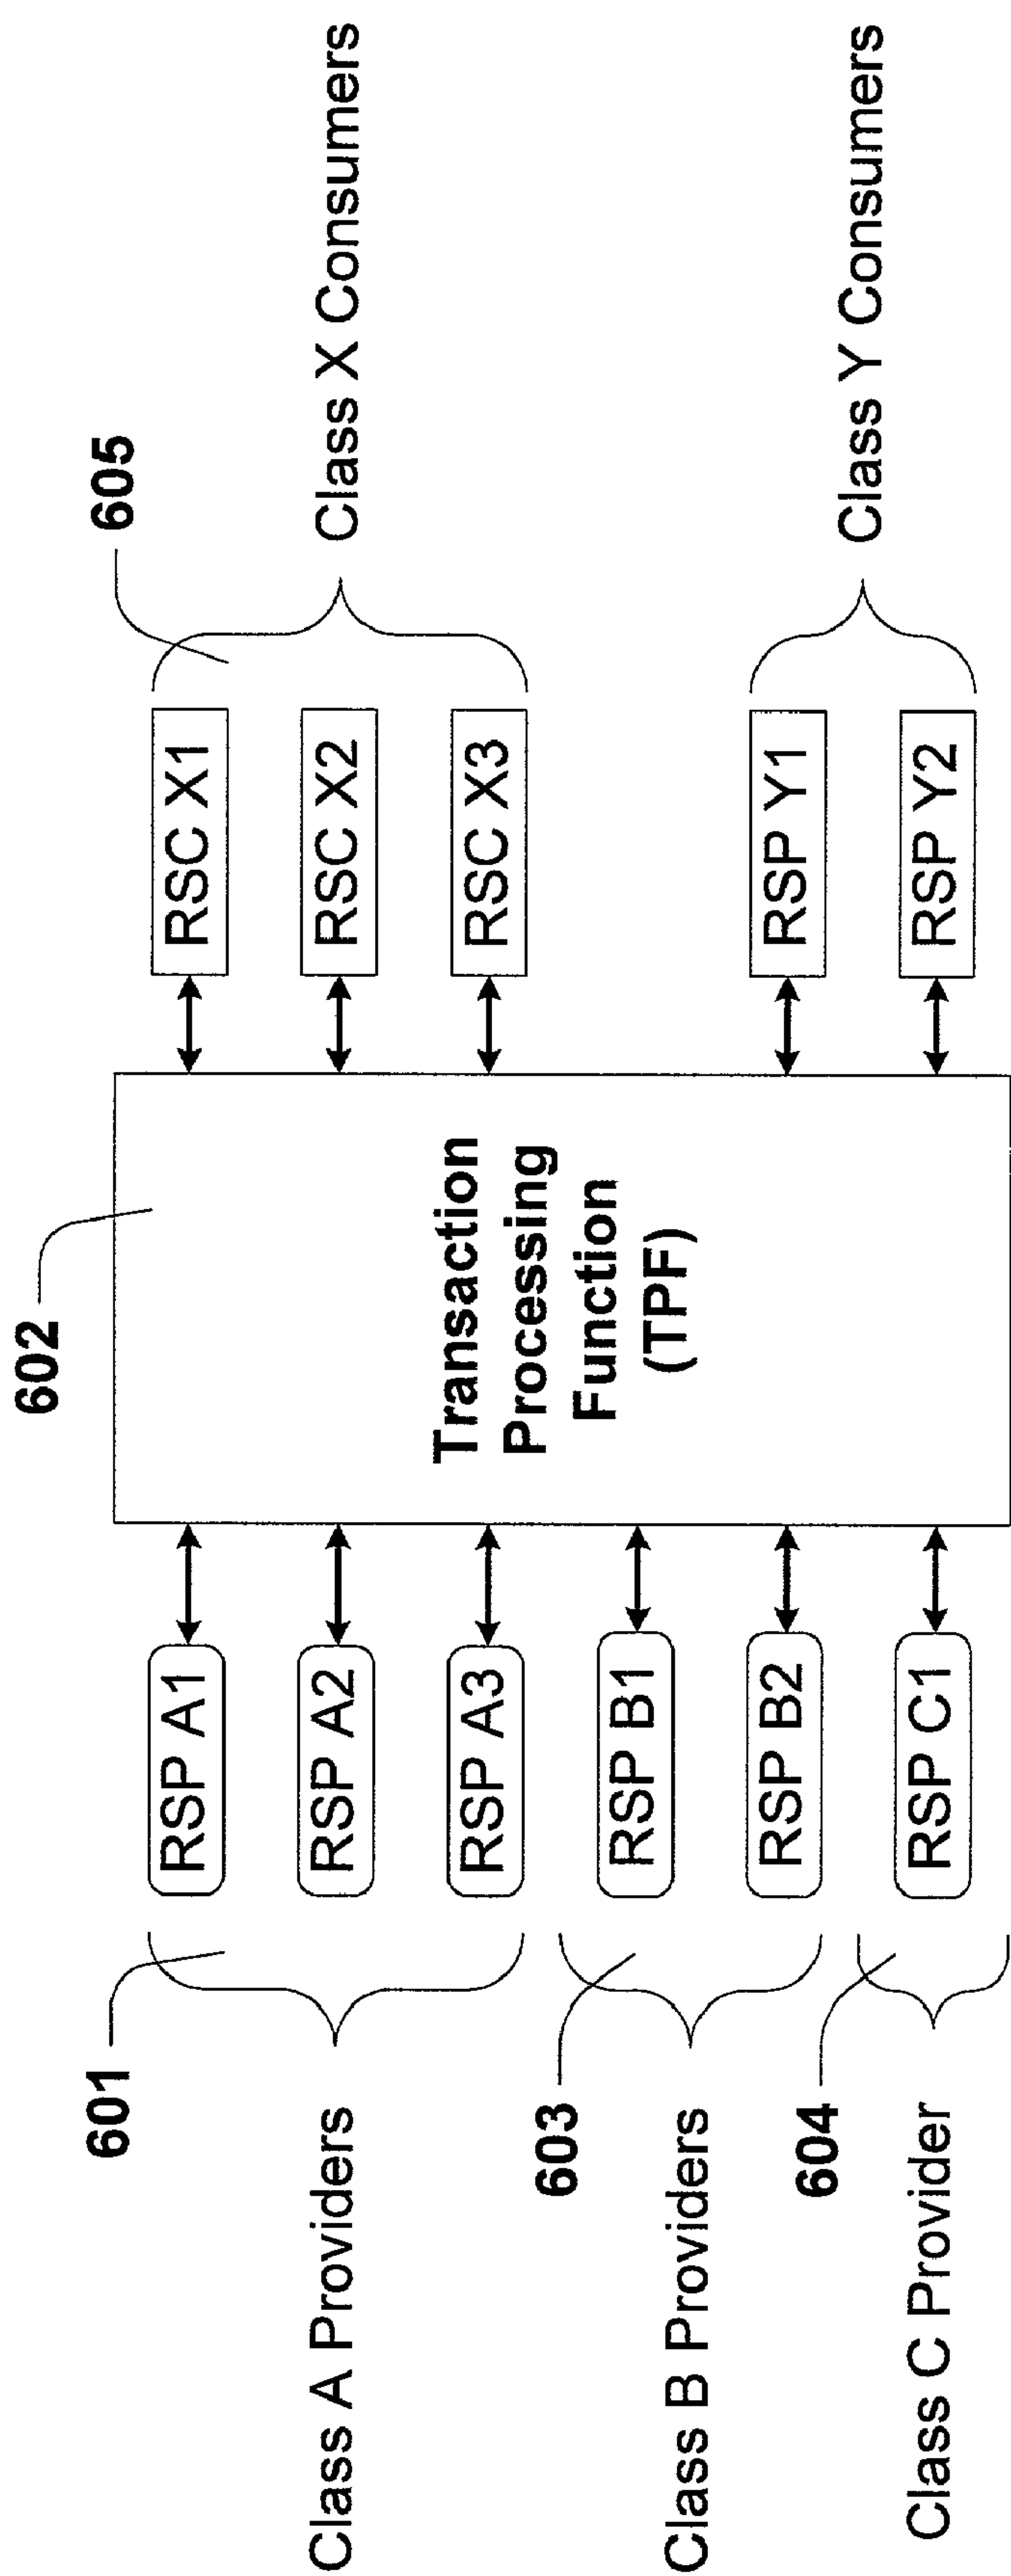 602
605
601
603
604
Class A Providers
Class B Providers
Class C Provider
RSP A1
RSP A2
RSP A3
RSP B1
RSP B2
RSP C1
Transaction
Processing
Function
(TPF)
RSC X1
RSC X2
RSC X3
RSP Y1
RSP Y2
Class X Consumers
Class Y Consumers